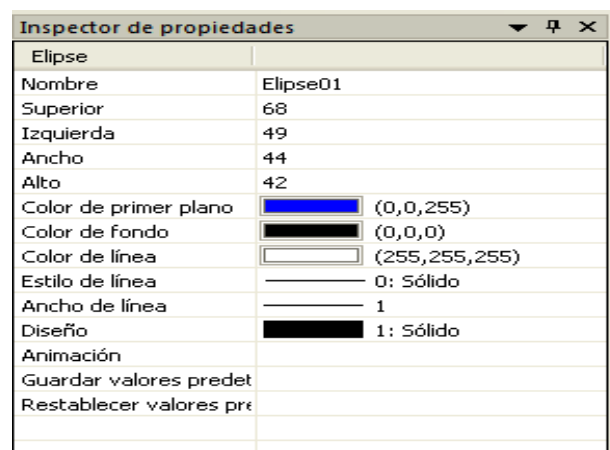 Inspector de propiedades
Elipse
Nombre Elipse01
Superior 68
Izquierda 49
Ancho 44
Alto 42
Color de primer plano (0,0,255)
Color de fondo (0,0,0)
Color de línea (255,255,255)
Estilo de línea 0: Sólido
Ancho de línea 1
Diseño 1: Sólido
Animación
Guardar valores predet
Restablecer valores pre